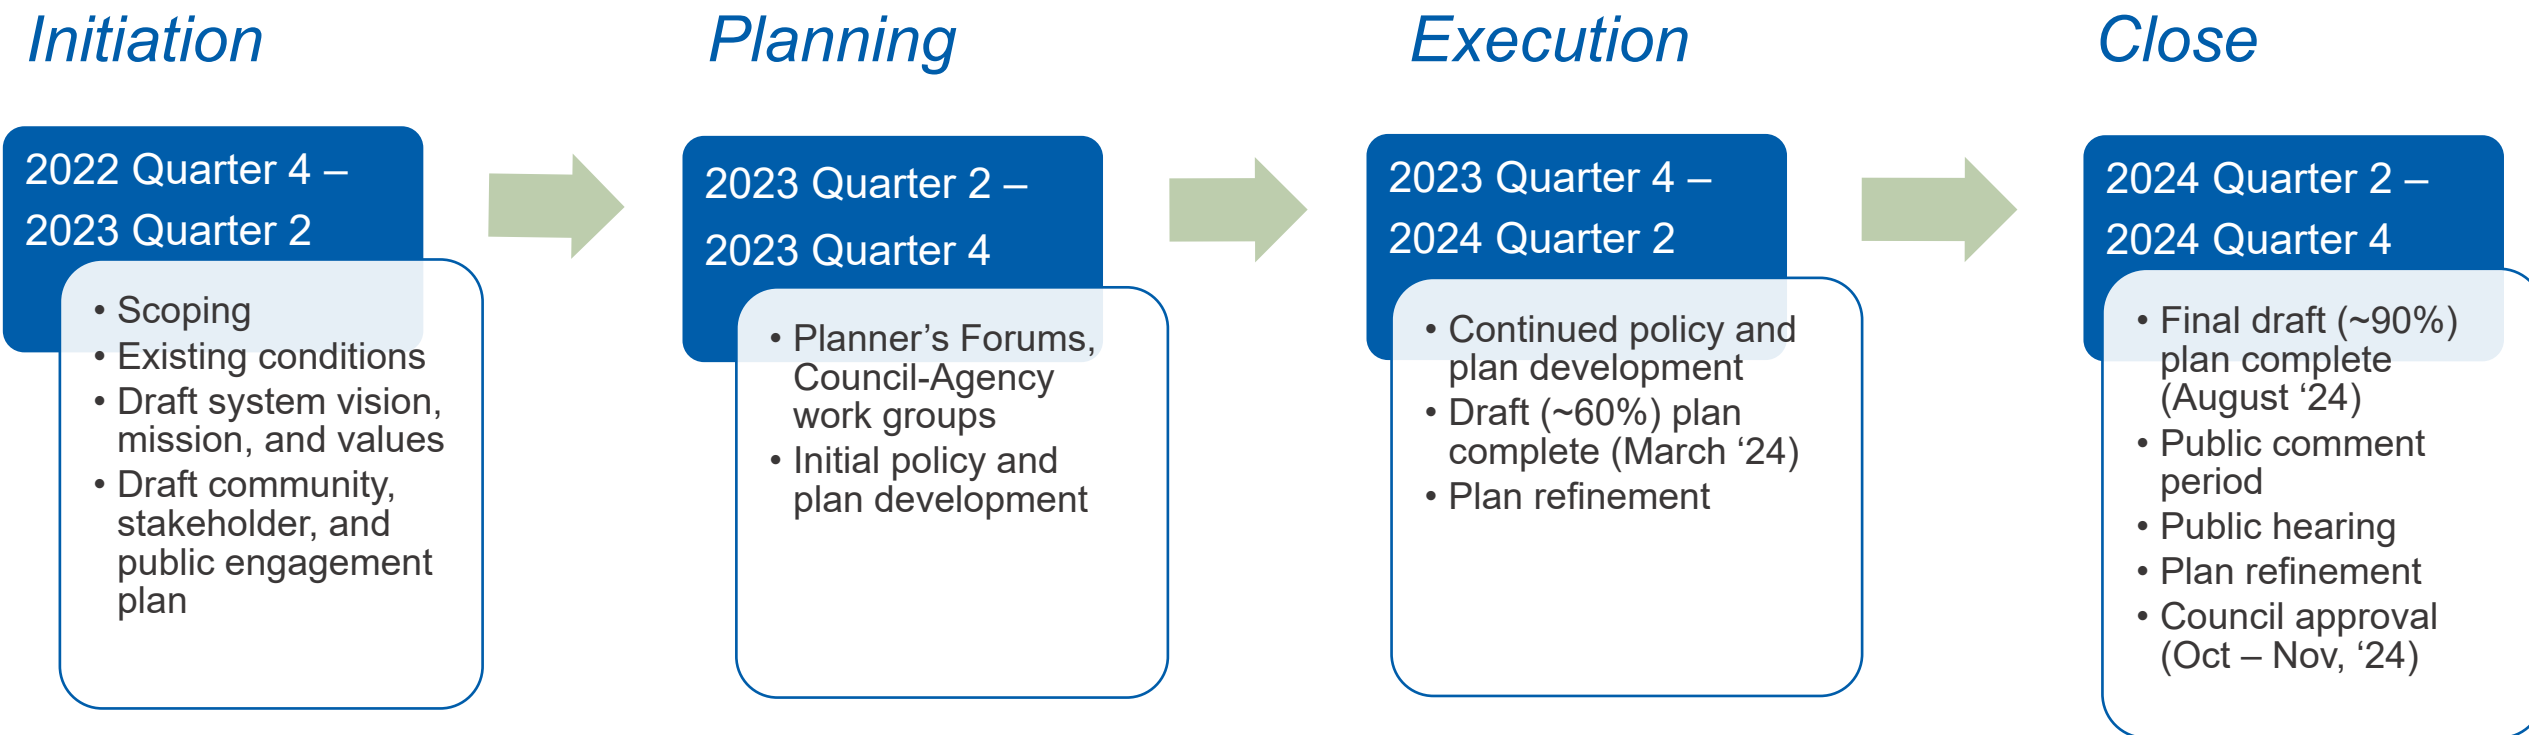 Initiation
2022 Quarter 4 –
2023 Quarter 2
• Scoping
• Existing conditions
• Draft system vision,
mission, and values
• Draft community,
stakeholder, and
public engagement
plan
Planning
2023 Quarter 2 –
2023 Quarter 4
• Planner’s Forums,
Council-Agency
work groups
• Initial policy and
plan development
Execution
2023 Quarter 4 –
2024 Quarter 2
• Continued policy and
plan development
• Draft (~60%) plan
complete (March ‘24)
• Plan refinement
Close
2024 Quarter 2 –
2024 Quarter 4
• Final draft (~90%)
plan complete
(August ‘24)
• Public comment
period
• Public hearing
• Plan refinement
• Council approval
(Oct – Nov, ‘24)